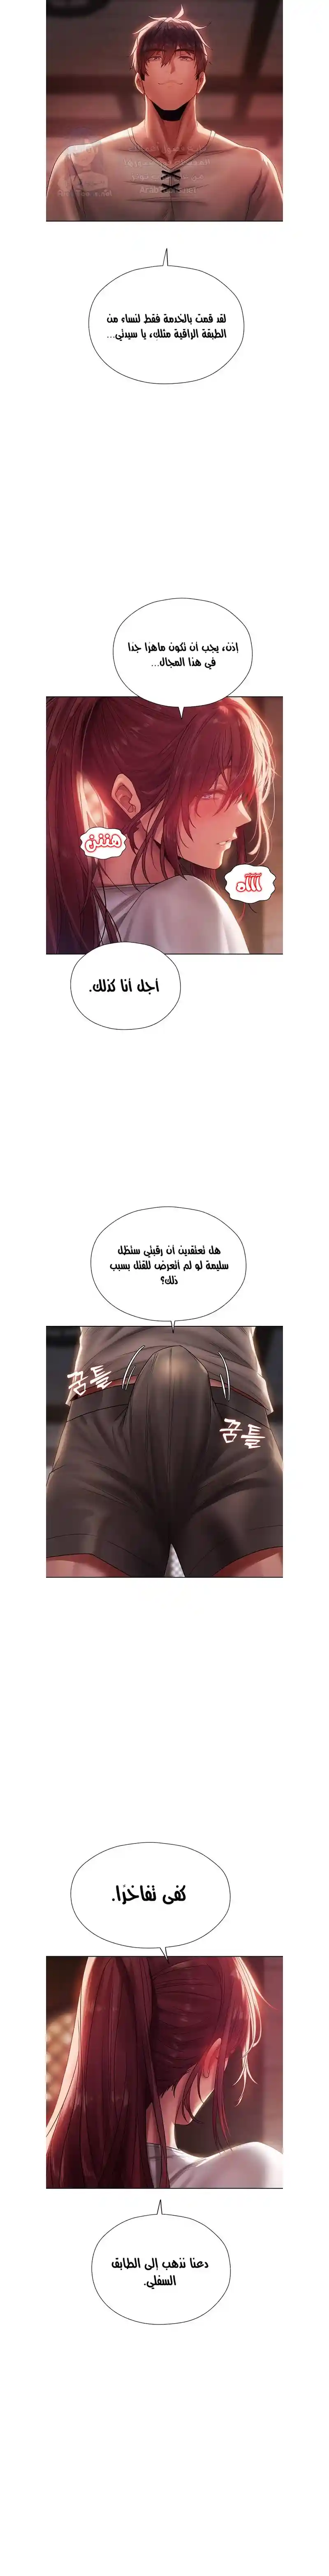 لقد قمت بالخدمة فقط لنساء من
الطبقة الراقية مثلكِ، يا سيدتي...
إذن، يجب أن تكون ماهرًا جدًا
في هذا المجال...
هننن
آآآه
أجل أنا كذلك.
هل تعتقدين أن رقبتي ستظل
سليمة لو لم أتعرض للقتل بسبب
ذلك؟
꿈틀
꿈틀
كفى تفاخرًا.
دعنا نذهب إلى الطابق
السفلي.